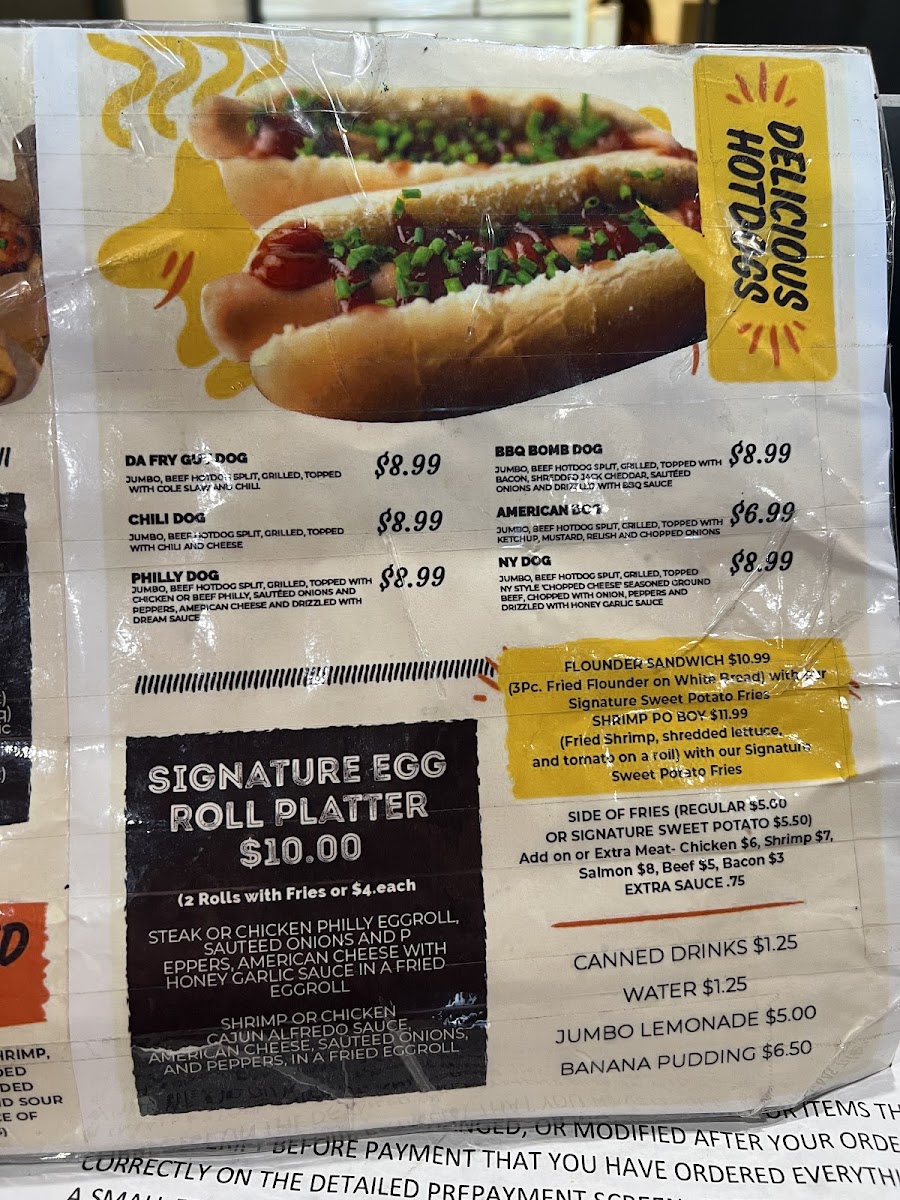 DELICIOUS
HOTDOGS
DA FRY GUY DOG $8.99
JUMBO, BEEF HOTDOG SPLIT, GRILLED, TOPPED
WITH COLE SLAW AND CHILI
CHILI DOG $8.99
JUMBO, BEEF HOTDOG SPLIT, GRILLED, TOPPED
WITH CHILI AND CHEESE
PHILLY DOG $8.99
JUMBO, BEEF HOTDOG SPLIT, GRILLED, TOPPED WITH
CHICKEN OR BEEF PHILLY, SAUTÉED ONIONS AND
PEPPERS, AMERICAN CHEESE AND DRIZZLED WITH
DREAM SAUCE
BBQ BOMB DOG $8.99
JUMBO, BEEF HOTDOG SPLIT, GRILLED, TOPPED WITH
BACON, SHREDDED JACK CHEDDAR, SAUTÉED
ONIONS AND DRIZZLED WITH BBQ SAUCE
AMERICAN $6.99
JUMBO, BEEF HOTDOG SPLIT, GRILLED, TOPPED WITH
KETCHUP, MUSTARD, RELISH AND CHOPPED ONIONS
NY DOG $8.99
JUMBO, BEEF HOTDOG SPLIT, GRILLED, TOPPED
NY STYLE 'CHOPPED CHEESE' SEASONED GROUND
BEEF, CHOPPED WITH ONION, PEPPERS AND
DRIZZLED WITH HONEY GARLIC SAUCE
FLOUNDER SANDWICH $10.99
(3Pc. Fried Flounder on White Bread) with our
Signature Sweet Potato Fries
SHRIMP PO BOY $11.99
(Fried Shrimp, shredded lettuce,
and tomato on a roll) with our Signature
Sweet Potato Fries
SIGNATURE EGG
ROLL PLATTER
$10.00
(2 Rolls with Fries or $4.each
STEAK OR CHICKEN PHILLY EGGROLL,
SAUTEED ONIONS AND P
EPPERS, AMERICAN CHEESE WITH
HONEY GARLIC SAUCE IN A FRIED
EGGROLL
SHRIMP OR CHICKEN
CAJUN ALFREDO SAUCE,
AMERICAN CHEESE, SAUTEED ONIONS,
AND PEPPERS, IN A FRIED EGGROLL
SIDE OF FRIES (REGULAR $5.00
OR SIGNATURE SWEET POTATO $5.50)
Add on or Extra Meat- Chicken $6, Shrimp $7,
Salmon $8, Beef $5, Bacon $3
EXTRA SAUCE .75
CANNED DRINKS $1.25
WATER $1.25
JUMBO LEMONADE $5.00
BANANA PUDDING $6.50
SOUR
OF
OR ITEMS
OR MODIFIED AFTER YOUR
BEFORE PAYMENT THAT YOU HAVE ORDERED
CORRECTLY ON THE DETAILED PREPAYMENT
A SMALL